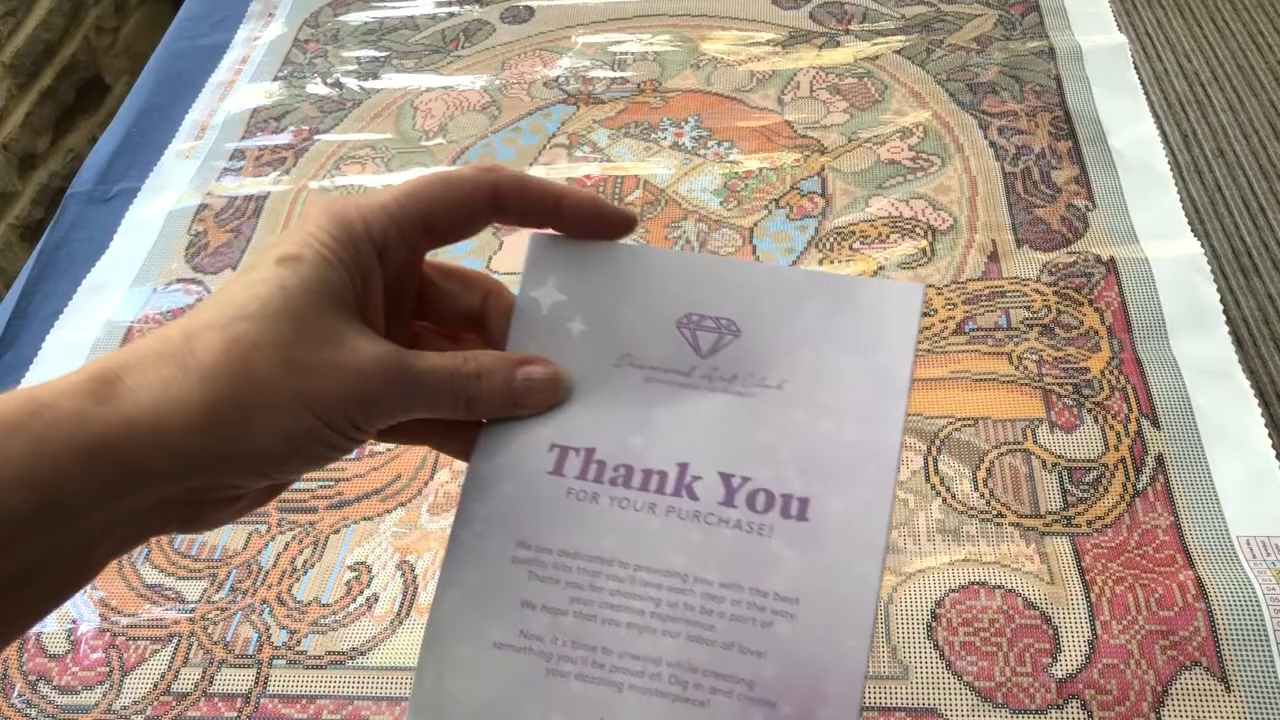 Diamond Art Club
Thank You
FOR YOUR PURCHASE!
We are dedicated to providing you with the best
quality kits that you'll love each step of the way.
Thank you for choosing us to be a part of
your creative experience.
We hope that you enjoy our labor of love!
Now, it's time to unwind while creating
something you'll be proud of. Dig in and create
your dazzling masterpiece!